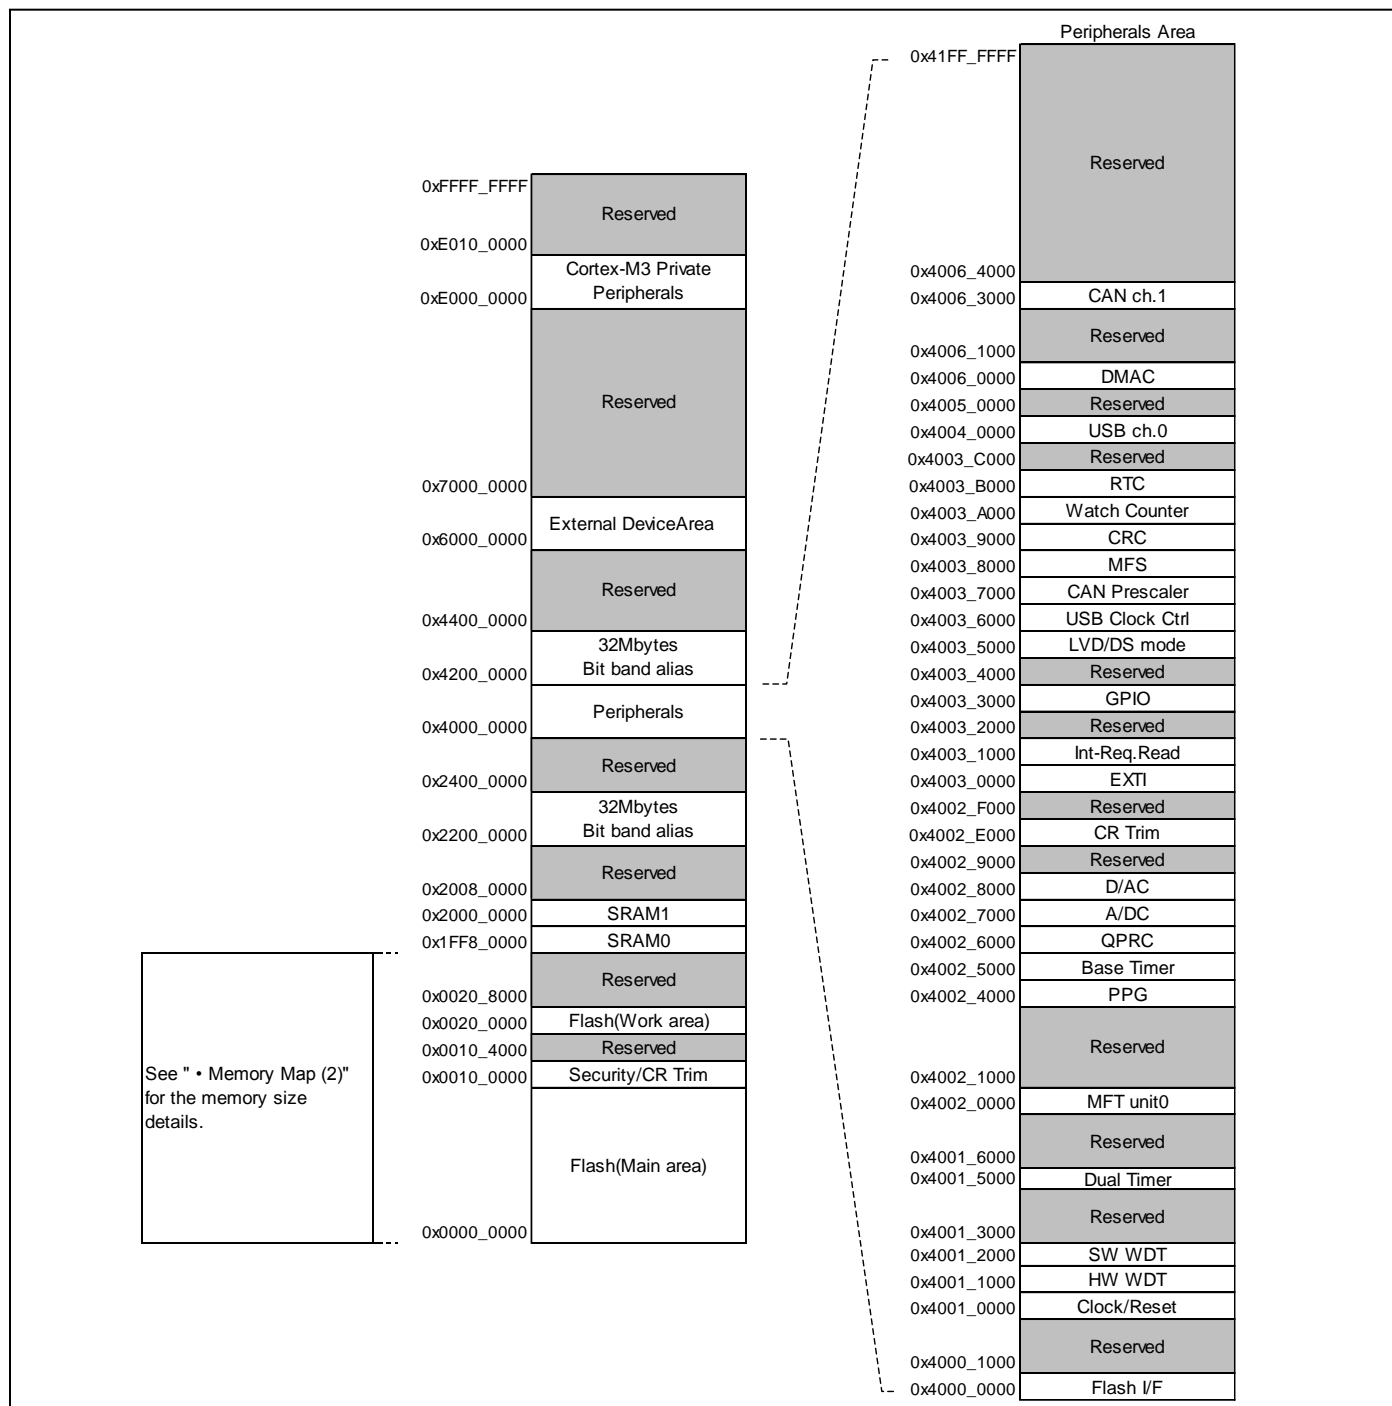 0xFFFF_FFFF
Reserved
0xE010_0000
Cortex-M3 Private
Peripherals
0xE000_0000
Reserved
0x7000_0000
External DeviceArea
0x6000_0000
Reserved
0x4400_0000
32Mbytes
Bit band alias
0x4200_0000
Peripherals
0x4000_0000
Reserved
0x2400_0000
32Mbytes
Bit band alias
0x2200_0000
Reserved
0x2008_0000
0x2000_0000 SRAM1
0x1FF8_0000 SRAM0
Reserved
0x0020_8000
0x0020_0000 Flash(Work area)
0x0010_4000 Reserved
0x0010_0000 Security/CR Trim
Flash(Main area)
0x0000_0000
See " • Memory Map (2)"
for the memory size
details.
Peripherals Area
0x41FF_FFFF
Reserved
0x4006_4000
0x4006_3000 CAN ch.1
Reserved
0x4006_1000
0x4006_0000 DMAC
0x4005_0000 Reserved
0x4004_0000 USB ch.0
0x4003_C000 Reserved
0x4003_B000 RTC
0x4003_A000 Watch Counter
0x4003_9000 CRC
0x4003_8000 MFS
0x4003_7000 CAN Prescaler
0x4003_6000 USB Clock Ctrl
0x4003_5000 LVD/DS mode
0x4003_4000 Reserved
0x4003_3000 GPIO
0x4003_2000 Reserved
0x4003_1000 Int-Req.Read
0x4003_0000 EXTI
0x4002_F000 Reserved
0x4002_E000 CR Trim
0x4002_9000 Reserved
0x4002_8000 D/AC
0x4002_7000 A/DC
0x4002_6000 QPRC
0x4002_5000 Base Timer
0x4002_4000 PPG
Reserved
0x4002_1000
0x4002_0000 MFT unit0
Reserved
0x4001_6000
0x4001_5000 Dual Timer
Reserved
0x4001_3000
0x4001_2000 SW WDT
0x4001_1000 HW WDT
0x4001_0000 Clock/Reset
Reserved
0x4000_1000
0x4000_0000 Flash I/F